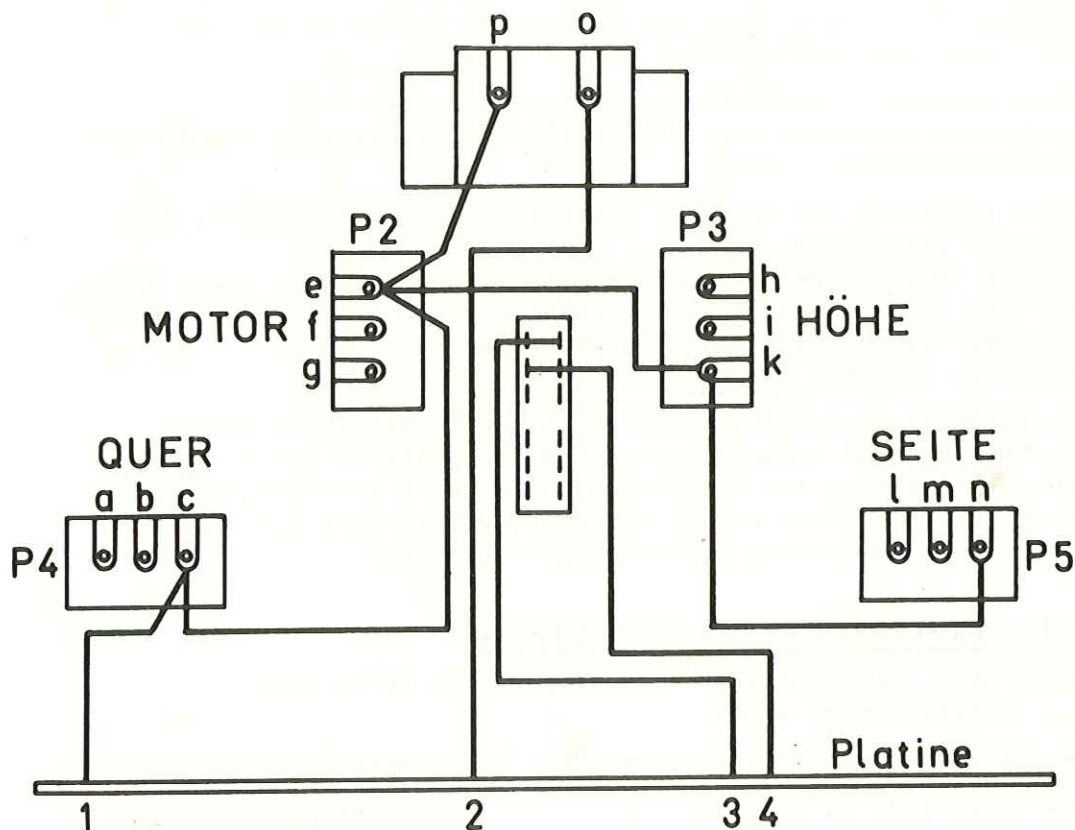 p o
P2 P3
e h
MOTOR f i HÖHE
g k
QUER SEITE
a b c l m n
P4 P5
Platine
1 2 3 4